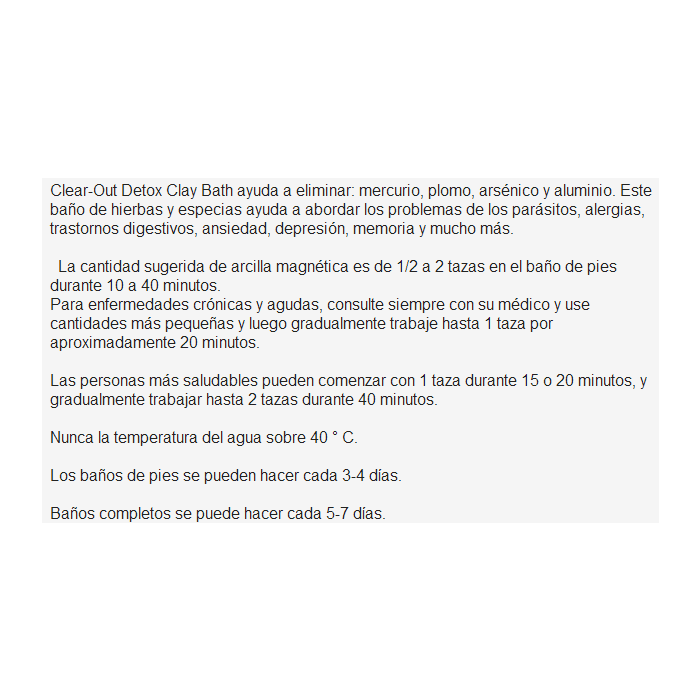 Clear-Out Detox Clay Bath ayuda a eliminar: mercurio, plomo, arsénico y aluminio. Este
baño de hierbas y especias ayuda a abordar los problemas de los parásitos, alergias,
trastornos digestivos, ansiedad, depresión, memoria y mucho más.
La cantidad sugerida de arcilla magnética es de 1/2 a 2 tazas en el baño de pies
durante 10 a 40 minutos.
Para enfermedades crónicas y agudas, consulte siempre con su médico y use
cantidades más pequeñas y luego gradualmente trabaje hasta 1 taza por
aproximadamente 20 minutos.
Las personas más saludables pueden comenzar con 1 taza durante 15 o 20 minutos, y
gradualmente trabajar hasta 2 tazas durante 40 minutos.
Nunca la temperatura del agua sobre 40 ° C.
Los baños de pies se pueden hacer cada 3-4 días.
Baños completos se puede hacer cada 5-7 días.